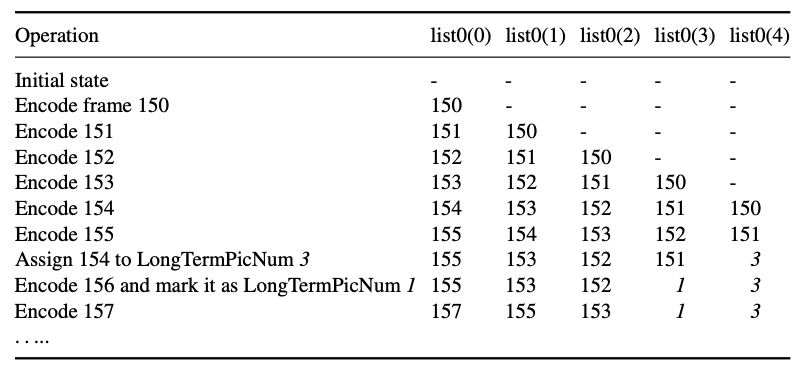 Operation list0(0) list0(1) list0(2) list0(3) list0(4)
Initial state - - - - -
Encode frame 150 150 - - - -
Encode 151 151 150 - - -
Encode 152 152 151 150 - -
Encode 153 153 152 151 150 -
Encode 154 154 153 152 151 150
Encode 155 155 154 153 152 151
Assign 154 to LongTermPicNum 3 155 153 152 151 3
Encode 156 and mark it as LongTermPicNum 1 155 153 152 1 3
Encode 157 157 155 153 1 3
. . ...